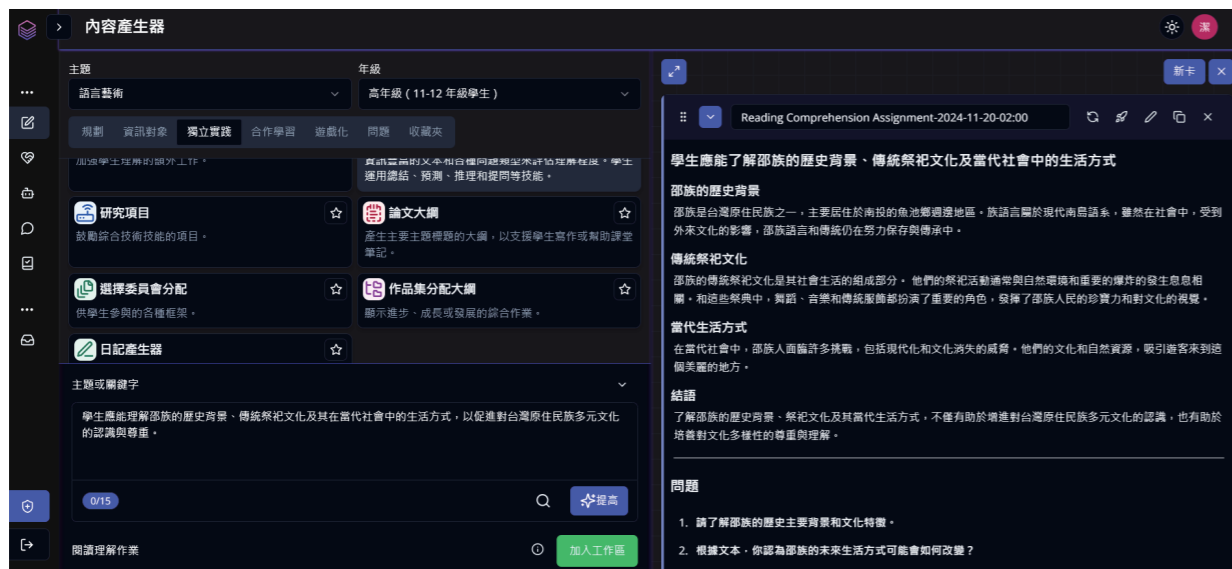 內容產生器
潔
主題
年級
語言藝術
高年級 ( 11-12 年級學生 )
規劃 資訊對象 獨立實踐 合作學習 遊戲化 問題 收藏夾
加強學生理解的額外工作。
資訊豐富的文本和各種問題類型來評估理解程度。學生
運用總結、預測、推理和提問等技能。
研究項目
鼓勵綜合技術技能的項目。
論文大綱
產生主要主題標題的大綱,以支援學生寫作或幫助課堂
筆記。
選擇委員會分配
供學生參與的各種框架。
作品集分配大綱
顯示進步、成長或發展的綜合作業。
日記產生器
主題或關鍵字
學生應能理解邵族的歷史背景、傳統祭祀文化及其在當代社會中的生活方式,以促進對台灣原住民族多元文化
的認識與尊重。
0/15
提高
閱讀理解作業
加入工作區
新卡
Reading Comprehension Assignment-2024-11-20-02:00
學生應能了解邵族的歷史背景、傳統祭祀文化及當代社會中的生活方式
邵族的歷史背景
邵族是台灣原住民族之一,主要居住於南投的魚池鄉週邊地區。族語言屬於現代南島語系,雖然在社會中,受到
外來文化的影響,邵族語言和傳統仍在努力保存與傳承中。
傳統祭祀文化
邵族的傳統祭祀文化是其社會生活的組成部分。 他們的祭祀活動通常與自然環境和重要的爆炸的發生息息相
關。和這些祭典中,舞蹈、音樂和傳統服飾都扮演了重要的角色,發揮了邵族人民的珍寶力和對文化的視覺。
當代生活方式
在當代社會中,邵族人面臨許多挑戰,包括現代化和文化消失的威脅。他們的文化和自然資源,吸引遊客來到這
個美麗的地方。
結語
了解邵族的歷史背景、祭祀文化及其當代生活方式,不僅有助於增進對台灣原住民族多元文化的認識,也有助於
培養對文化多樣性的尊重與理解。
問題
1. 請了解邵族的歷史主要背景和文化特徵。
2. 根據文本,你認為邵族的未來生活方式可能會如何改變?